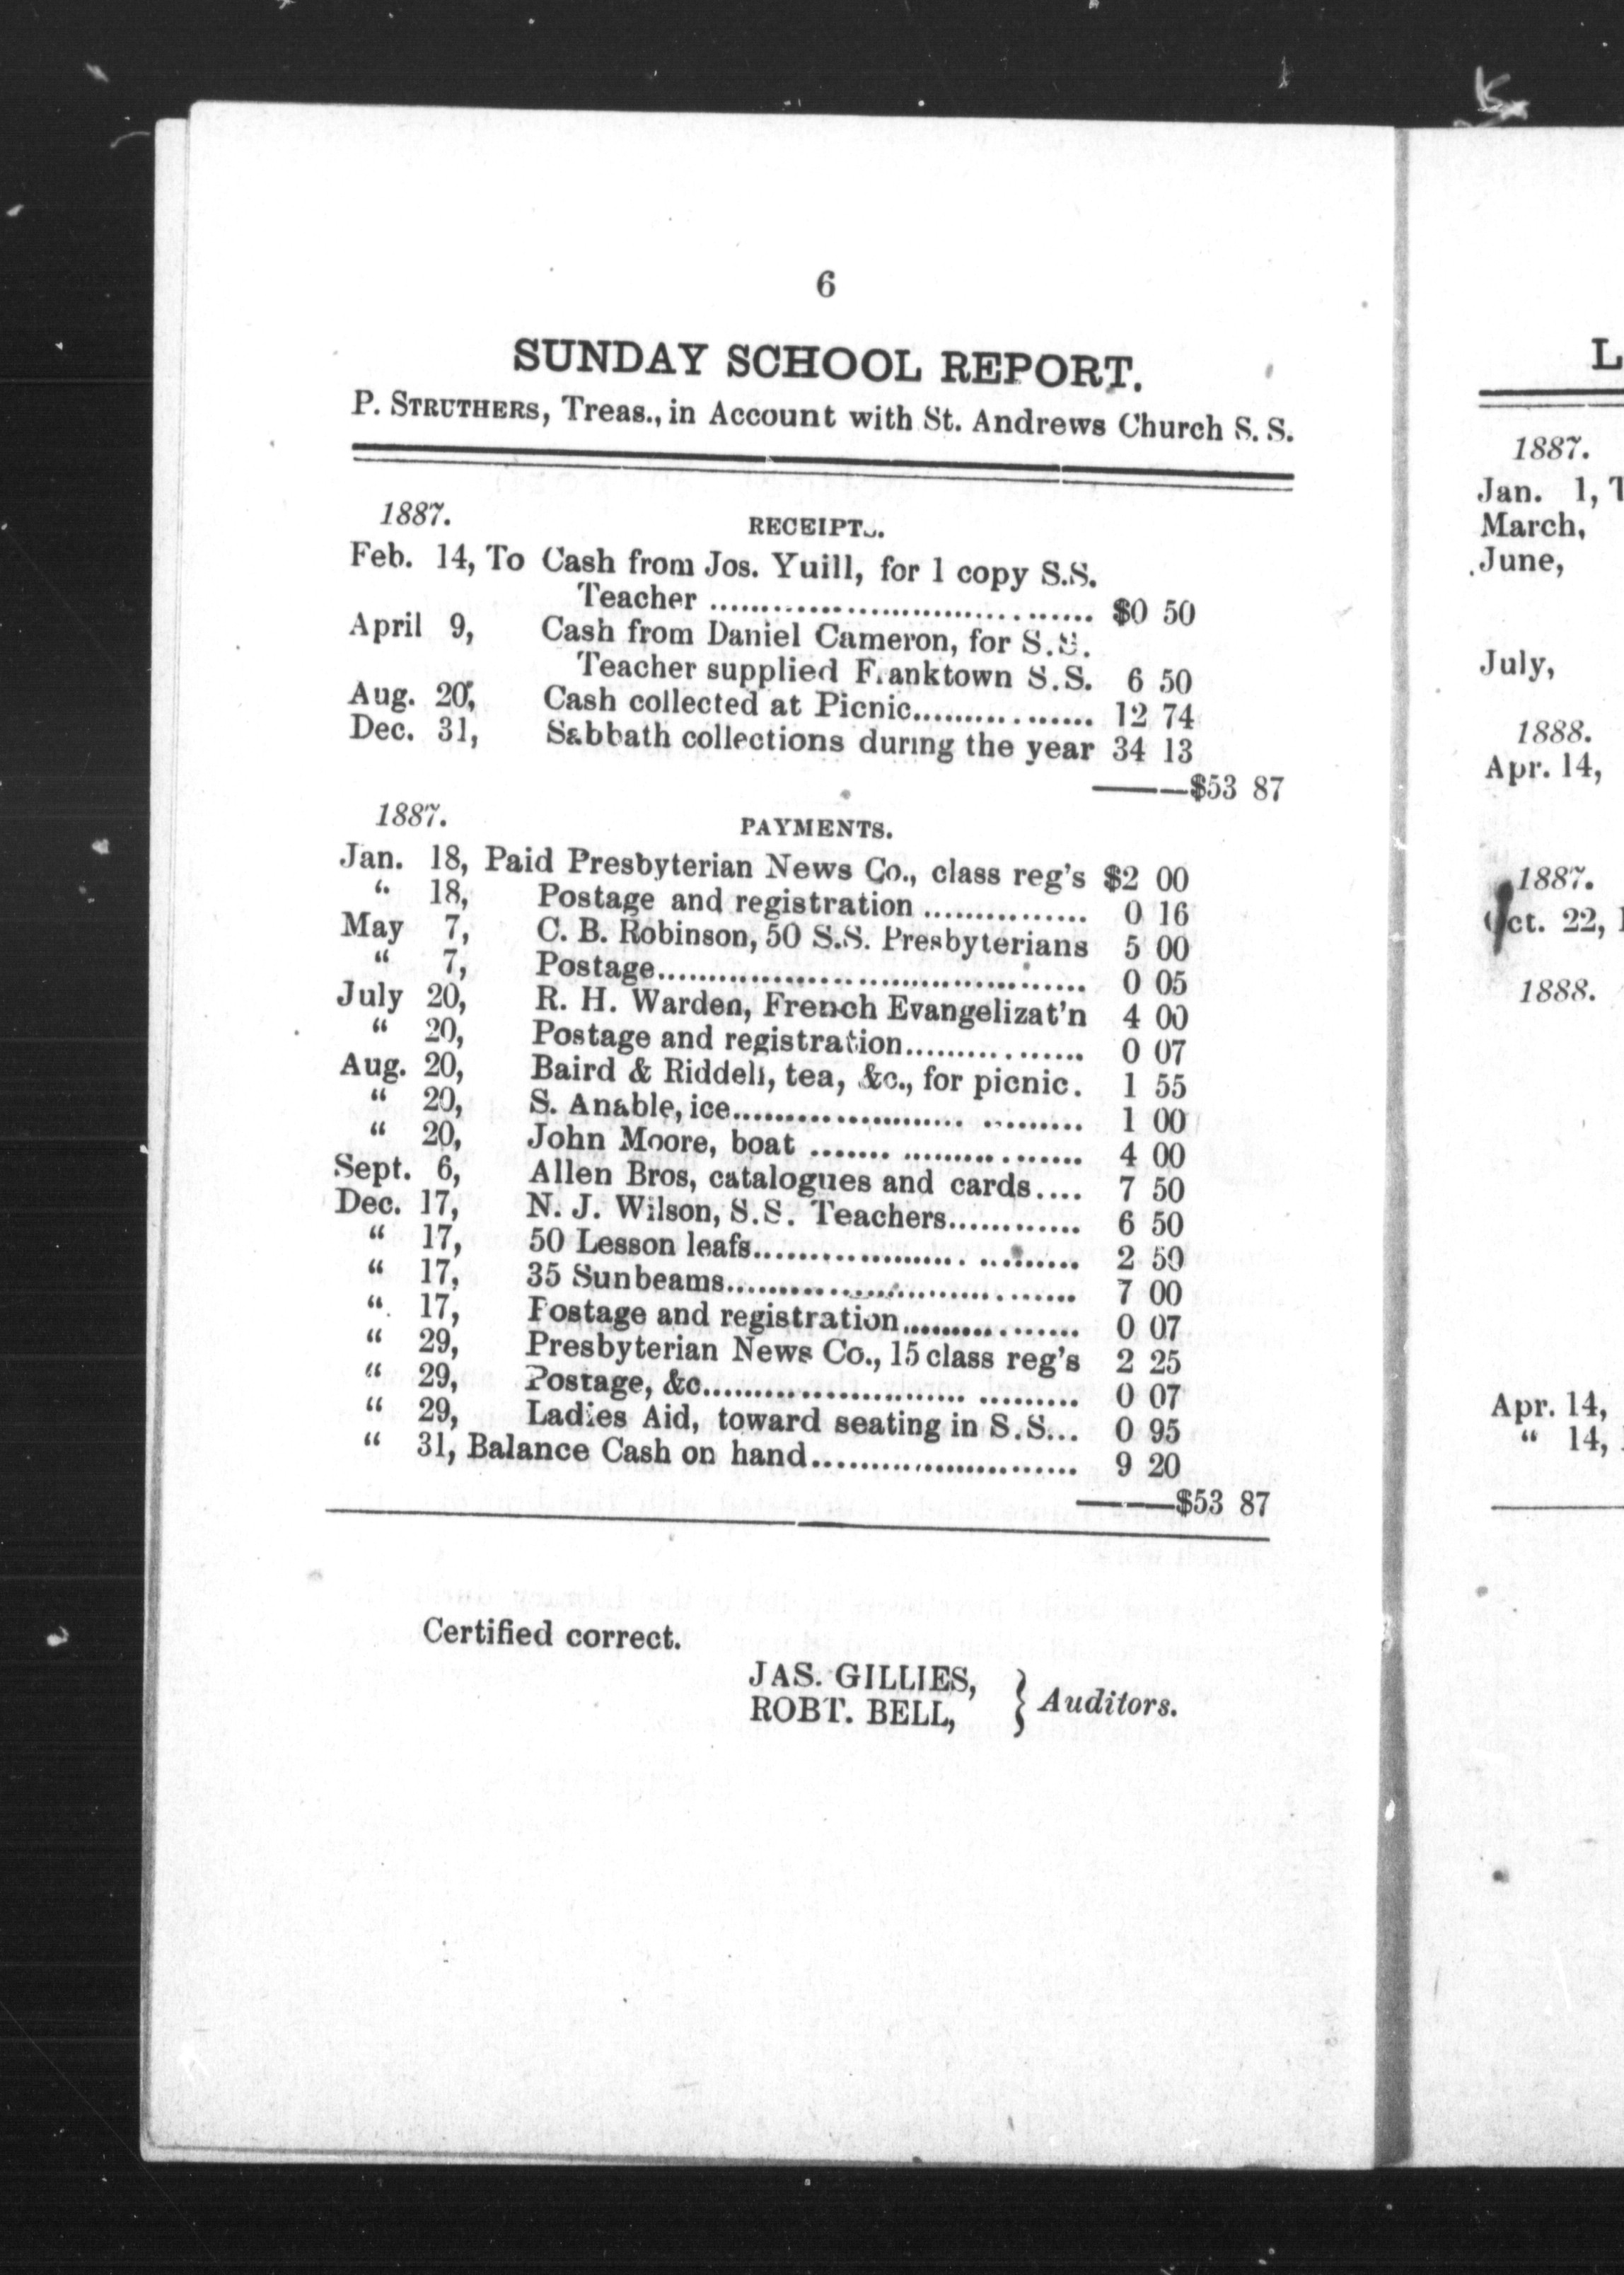 6
SUNDAY SCHOOL REPORT.
P. STRUTHERS, Treas., in Account with St. Andrews Church S. S.
1887.
RECEIPTS.
Feb. 14, To Cash from Jos. Yuill, for 1 copy S.S.
Teacher ........................................ $0 50
April 9, Cash from Daniel Cameron, for S.S.
Teacher supplied Franktown S.S. 6 50
Aug. 20, Cash collected at Picnic.................. 12 74
Dec. 31, Sabbath collections during the year 34 13
$53 87
1887.
PAYMENTS.
Jan. 18, Paid Presbyterian News Co., class reg's $2 00
“ 18, Postage and registration ............... 0 16
May 7, C. B. Robinson, 50 S.S. Presbyterians 5 00
“ 7, Postage........................................ 0 05
July 20, R. H. Warden, French Evangelizat'n 4 00
“ 20, Postage and registration................. 0 07
Aug. 20, Baird & Riddell, tea, &c., for picnic. 1 55
“ 20, S. Anable, ice................................. 1 00
“ 20, John Moore, boat .......................... 4 00
Sept. 6, Allen Bros, catalogues and cards.... 7 50
Dec. 17, N. J. Wilson, S.S. Teachers............ 6 50
“ 17, 50 Lesson leafs............................... 2 50
“ 17, 35 Sunbeams................................. 7 00
“ 17, Postage and registration................. 0 07
“ 29, Presbyterian News Co., 15 class reg's 2 25
“ 29, Postage, &c.................................... 0 07
“ 29, Ladies Aid, toward seating in S.S... 0 95
“ 31, Balance Cash on hand.......................... 9 20
$53 87
Certified correct.
JAS. GILLIES,
ROBT. BELL,
} Auditors.
L
1887.
Jan. 1, T
March,
June,
July,
1888.
Apr. 14,
1887.
Oct. 22,
1888.
Apr. 14,
“ 14,